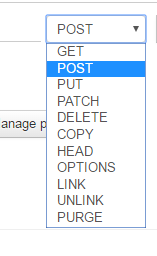 POST
GET
POST
PUT
PATCH
DELETE
anage p
COPY
HEAD
OPTIONS
LINK
UNLINK
PURGE